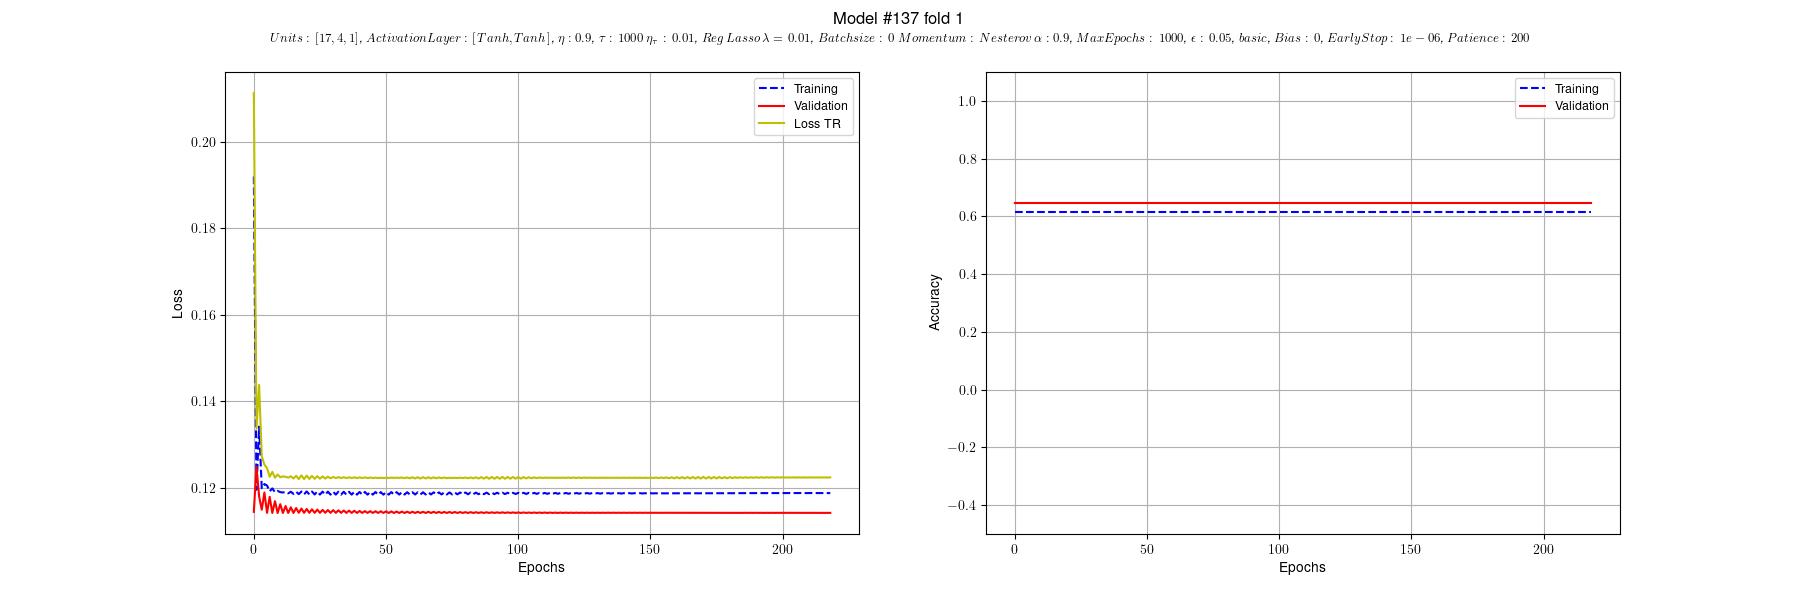 Model #137 fold 1
Units : [17, 4, 1], ActivationLayer : [Tanh, Tanh], η : 0.9, τ : 1000 ητ : 0.01, Reg Lasso λ = 0.01, Batchsize : 0 Momentum : Nesterov α : 0.9, MaxEpochs : 1000, ϵ : 0.05, basic, Bias : 0, EarlyStop : 1e − 06, Patience : 200
Training
Validation
Loss TR
0.20
0.18
0.16
0.14
0.12
Loss
0
50
100
150
200
Epochs
Training
Validation
1.0
0.8
0.6
0.4
0.2
0.0
−0.2
−0.4
Accuracy
0
50
100
150
200
Epochs